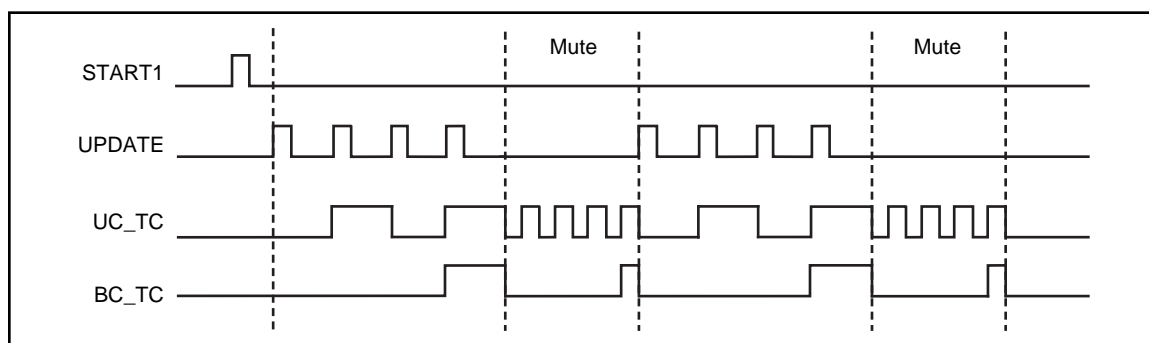 Mute Mute
START1
UPDATE
UC_TC
BC_TC